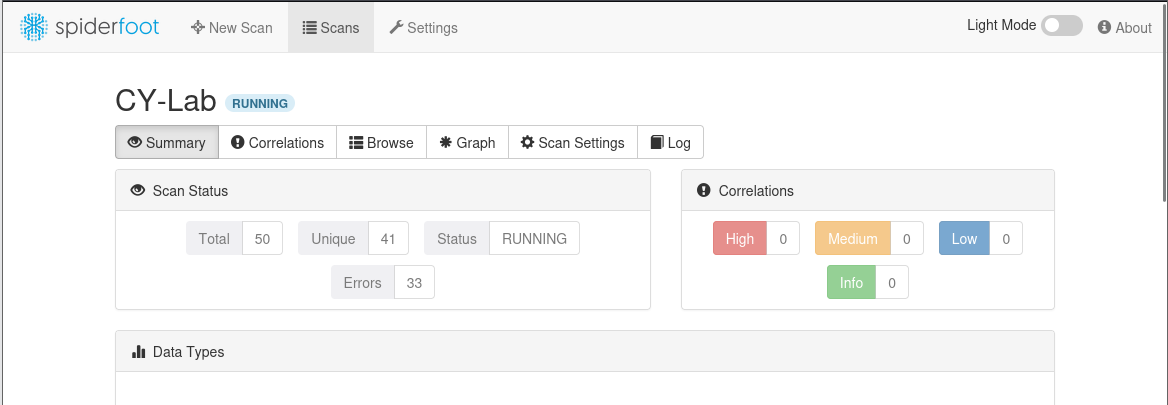 spiderfoot New Scan Scans Settings Light Mode About
CY-Lab RUNNING
Summary Correlations Browse Graph Scan Settings Log
Scan Status
Total 50 Unique 41 Status RUNNING
Errors 33
Correlations
High 0 Medium 0 Low 0
Info 0
Data Types